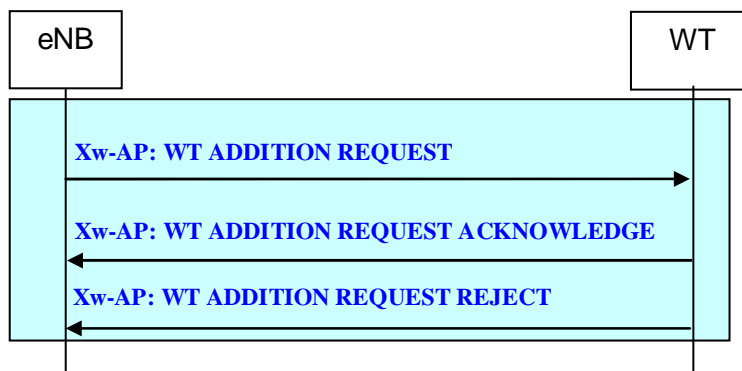 eNB
WT
Xw-AP: WT ADDITION REQUEST
Xw-AP: WT ADDITION REQUEST ACKNOWLEDGE
Xw-AP: WT ADDITION REQUEST REJECT